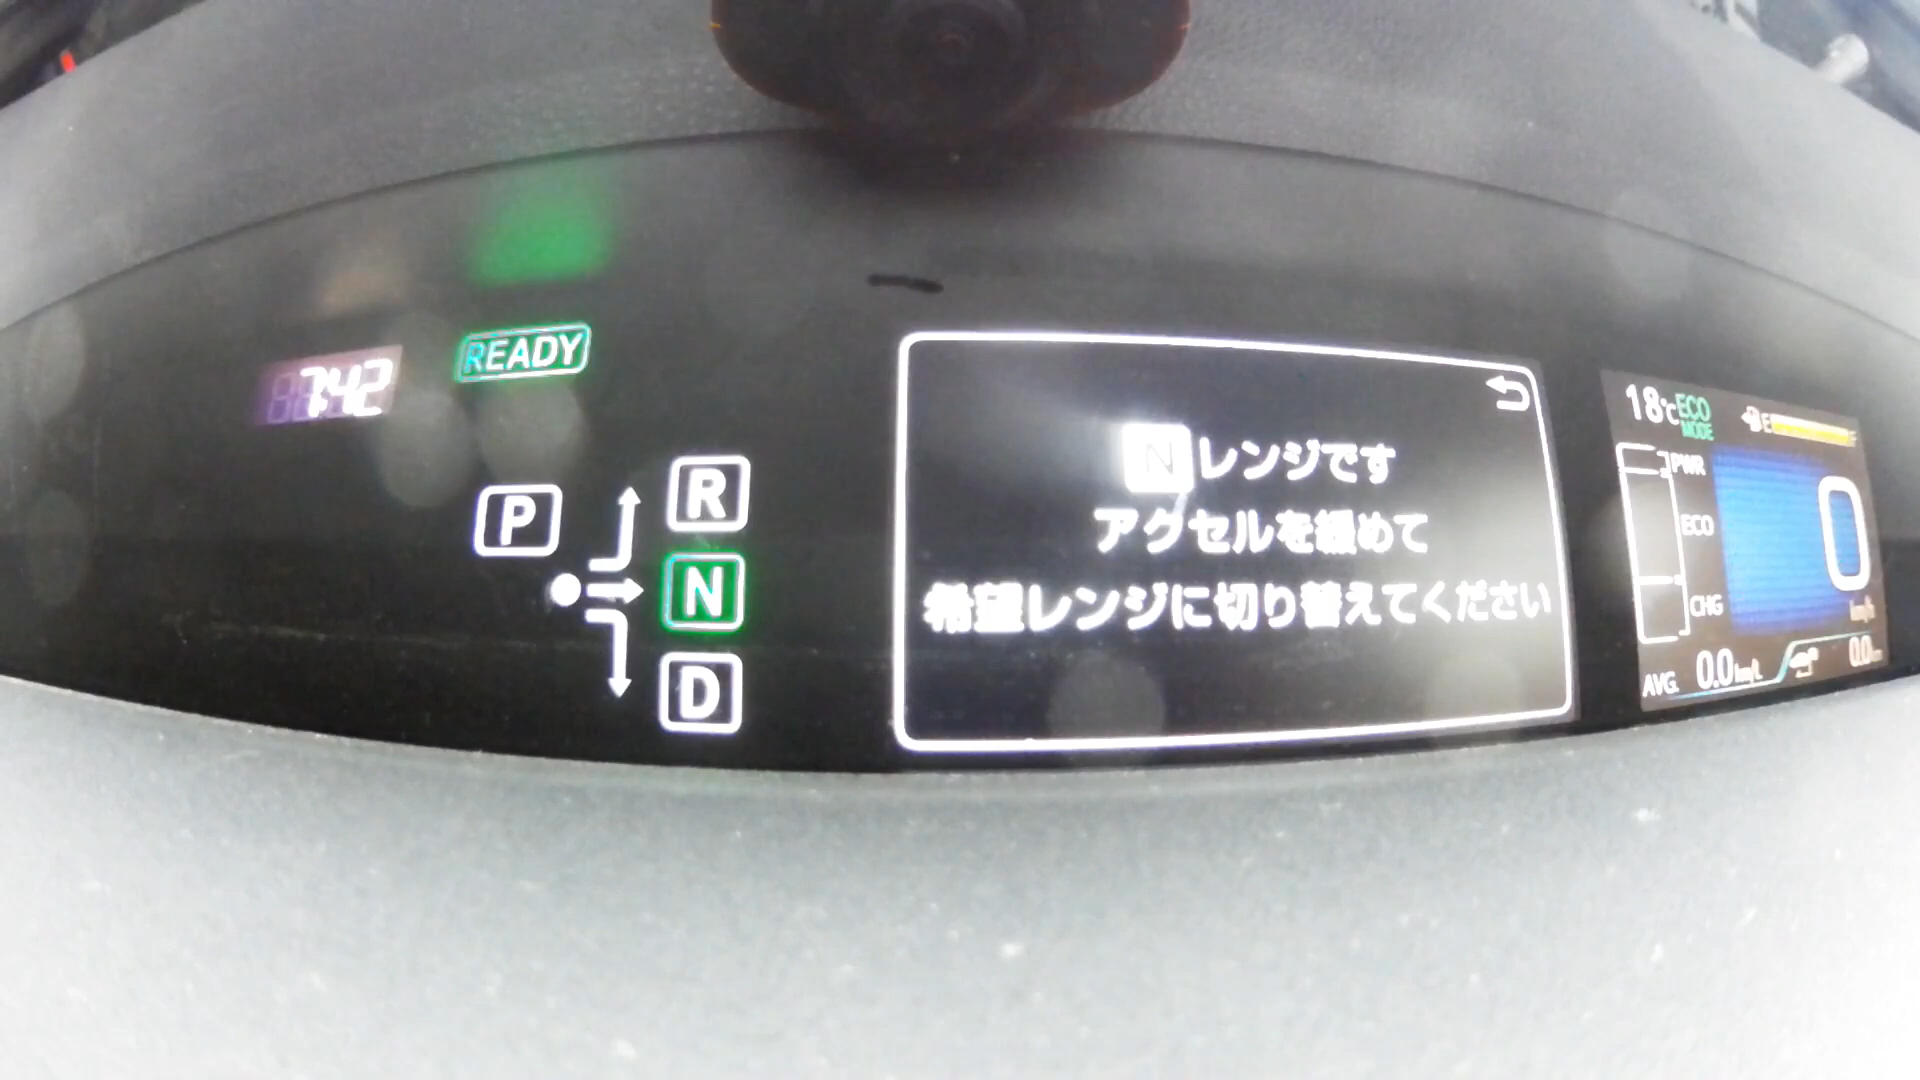 7:42
READY
P
R
N
D
Nレンジです
アクセルを緩めて
希望レンジに切り替えてください
18℃ ECO MODE
E F
PWR
ECO
CHG
0
km/h
AVG. 0.0km/L
0.0km